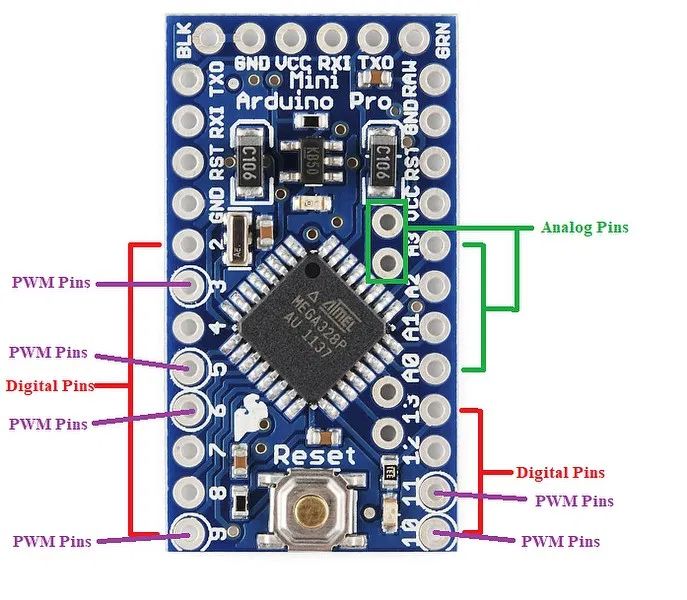 BLK
GND VCC RXI TXO
GRN
TXO
RXI
RST
GND
2
3
4
5
6
7
8
9
Mini
Arduino Pro
C106
KB50
C106
RAW
GND
RST
VCC
A3
A2
A1
A0
13
12
11
10
ATMEL
MEGA328P
AU 1137
Reset
Analog Pins
PWM Pins
PWM Pins
Digital Pins
PWM Pins
PWM Pins
Digital Pins
PWM Pins
PWM Pins